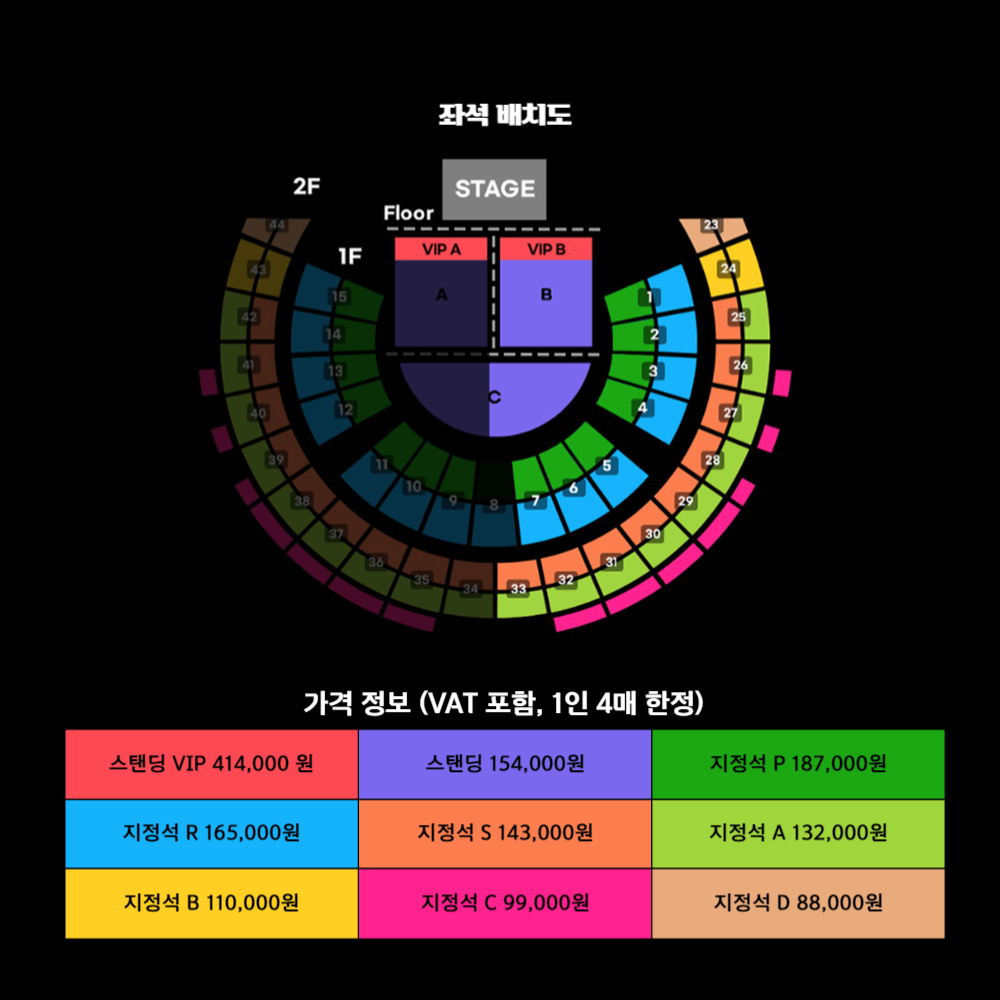 좌석 배치도
STAGE
2F
Floor
1F
VIP A
VIP B
A
B
C
1
2
3
4
5
6
7
8
9
10
11
12
13
14
15
23
24
25
26
27
28
29
30
31
32
33
34
35
36
37
38
39
40
41
42
43
44
가격 정보 (VAT 포함, 1인 4매 한정)
스탠딩 VIP 414,000 원
스탠딩 154,000원
지정석 P 187,000원
지정석 R 165,000원
지정석 S 143,000원
지정석 A 132,000원
지정석 B 110,000원
지정석 C 99,000원
지정석 D 88,000원